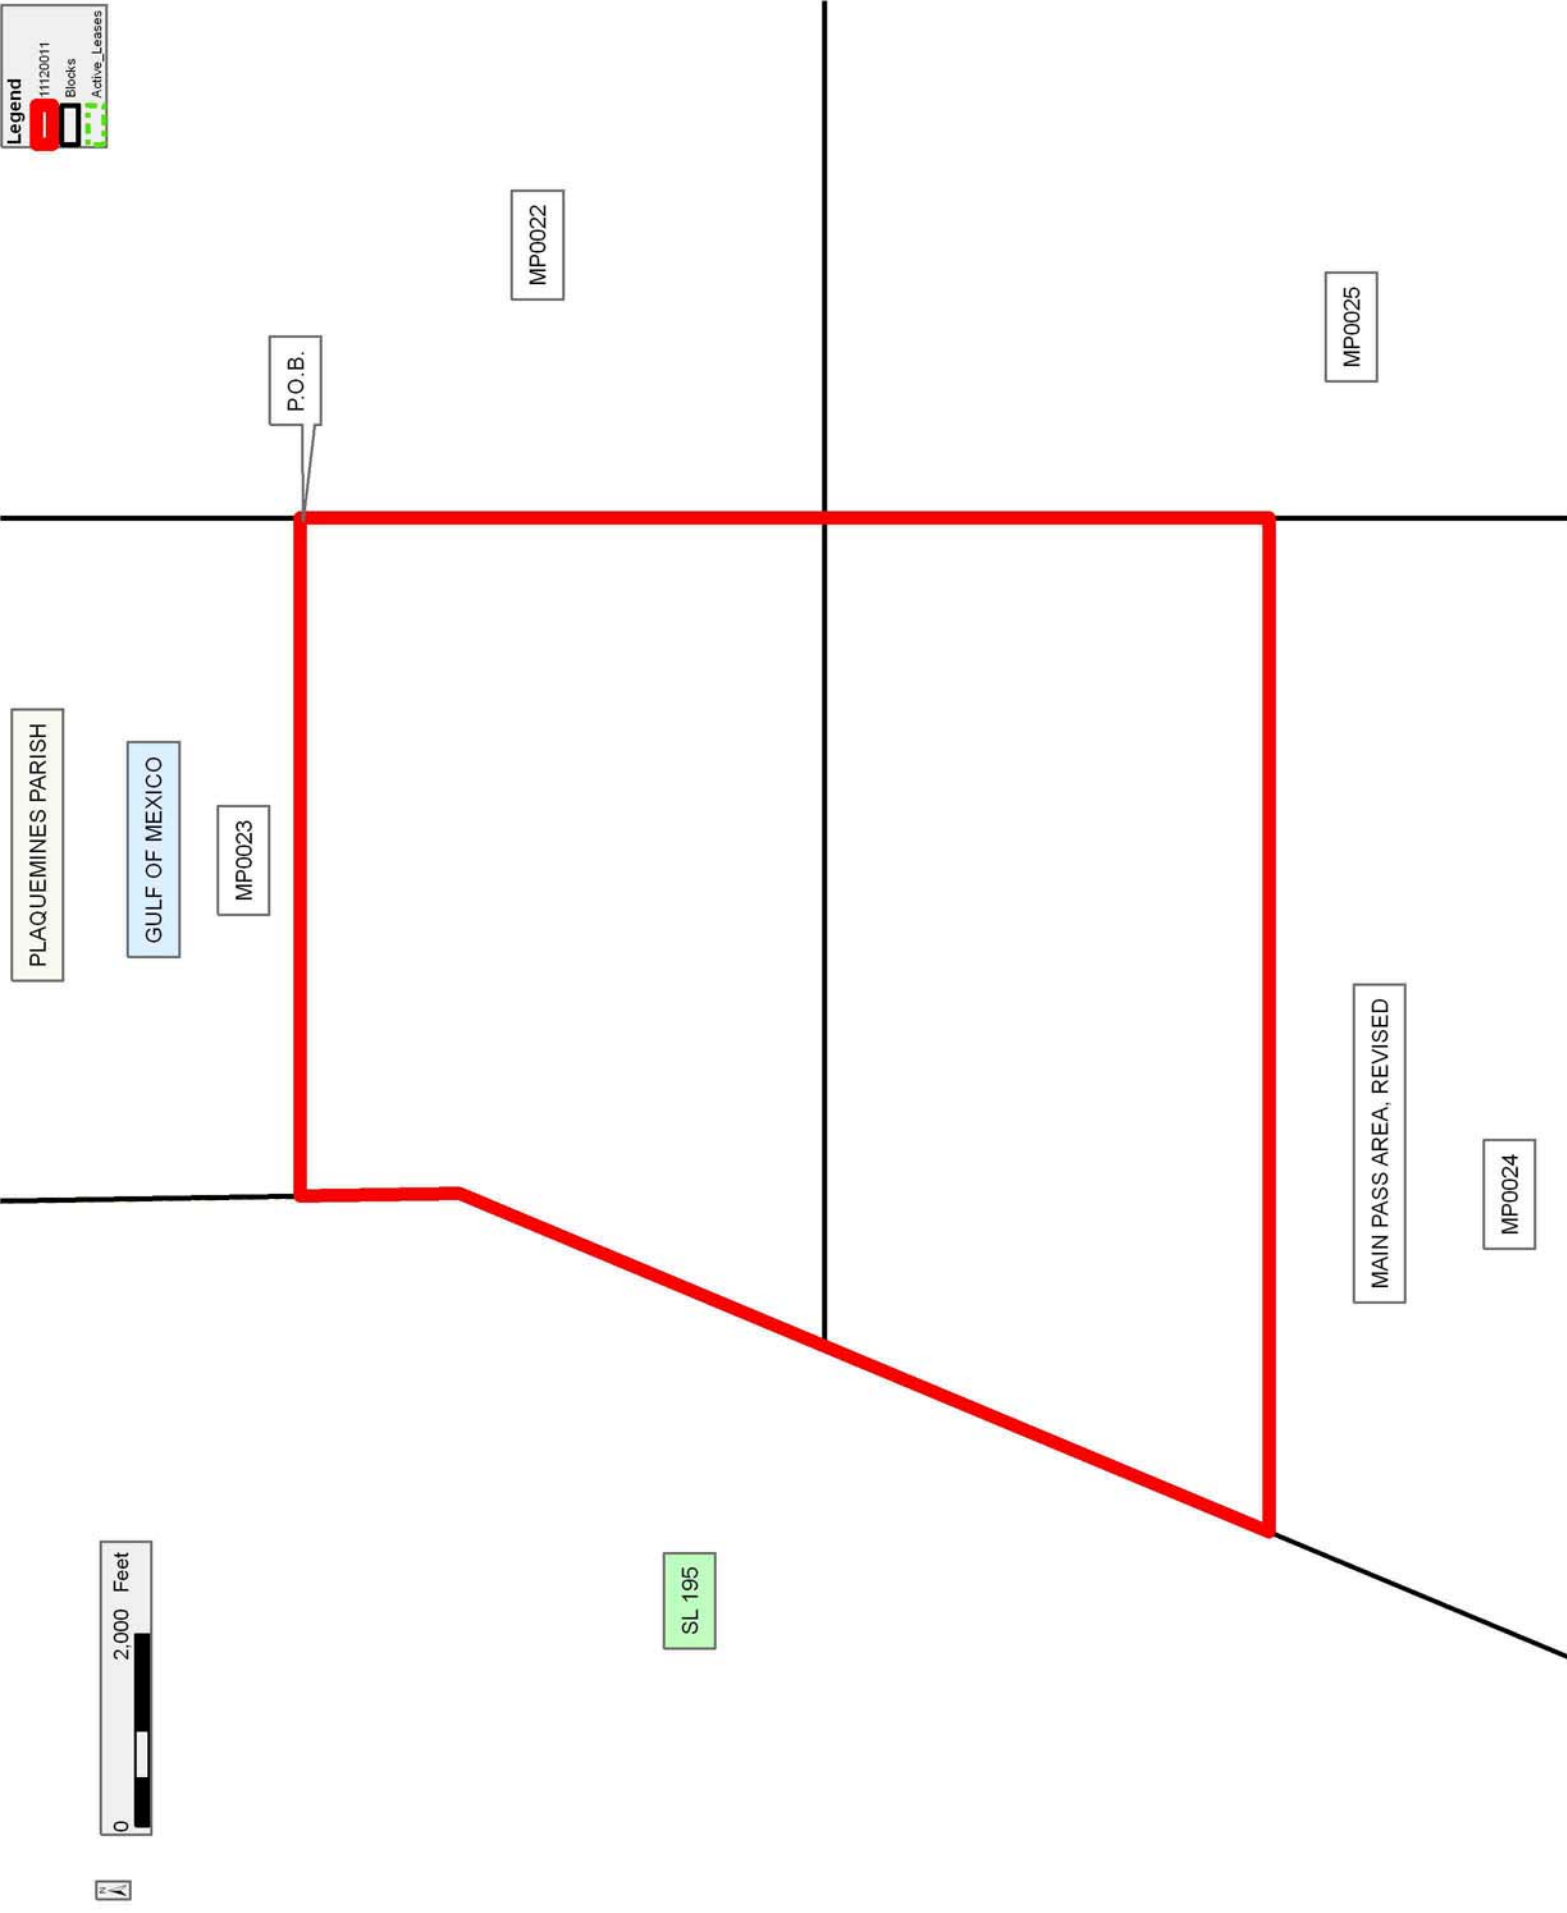 PLAQUEMINES PARISH
GULF OF MEXICO
MP0023
N
0 2,000 Feet
Legend
11120011
Blocks
Active_Leases
P.O.B.
MP0022
SL 195
MP0025
MAIN PASS AREA, REVISED
MP0024